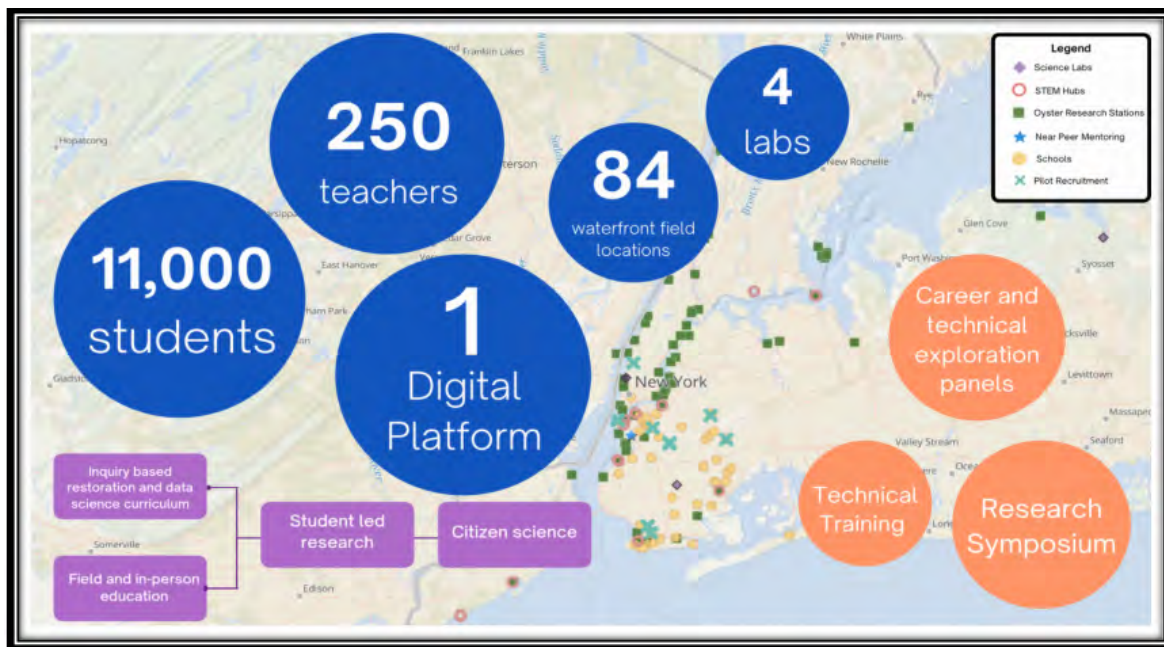 250
teachers
11,000
students
84
waterfront field
locations
4
labs
1
Digital
Platform
Legend
Science Labs
STEM Hubs
Oyster Research Stations
Near Peer Mentoring
Schools
Pilot Recruitment
Career and
technical
exploration
panels
Technical
Training
Research
Symposium
Inquiry based
restoration and data
science curriculum
Field and in-person
education
Student led
research
Citizen science
Franklin Lakes
White Plains
Rye
Hopatcong
New Rochelle
Glen Cove
Syosset
East Hanover
New York
Levittown
Valley Stream
Seaford
Somerville
Edison